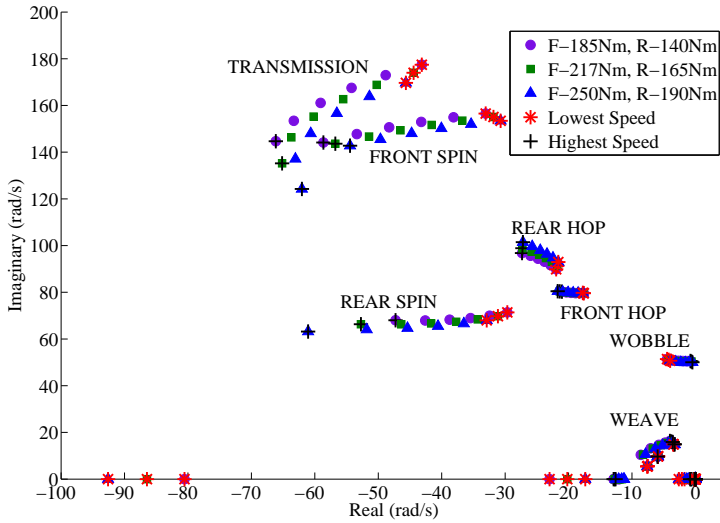 200
180
160
140
120
100
80
60
40
20
0
Imaginary (rad/s)
TRANSMISSION
FRONT SPIN
REAR HOP
FRONT HOP
REAR SPIN
WOBBLE
WEAVE
F−185Nm, R−140Nm
F−217Nm, R−165Nm
F−250Nm, R−190Nm
Lowest Speed
Highest Speed
−100 −90 −80 −70 −60 −50 −40 −30 −20 −10 0
Real (rad/s)